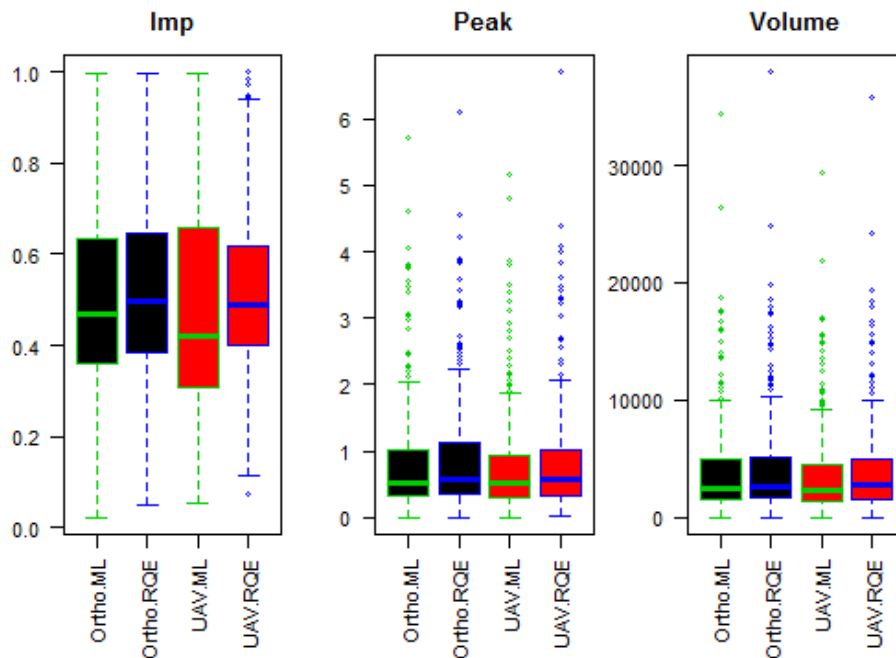 Imp
Peak
Volume
1.0
0.8
0.6
0.4
0.2
0.0
6
5
4
3
2
1
0
30000
20000
10000
0
Ortho.ML
Ortho.RQE
UAV.ML
UAV.RQE
Ortho.ML
Ortho.RQE
UAV.ML
UAV.RQE
Ortho.ML
Ortho.RQE
UAV.ML
UAV.RQE